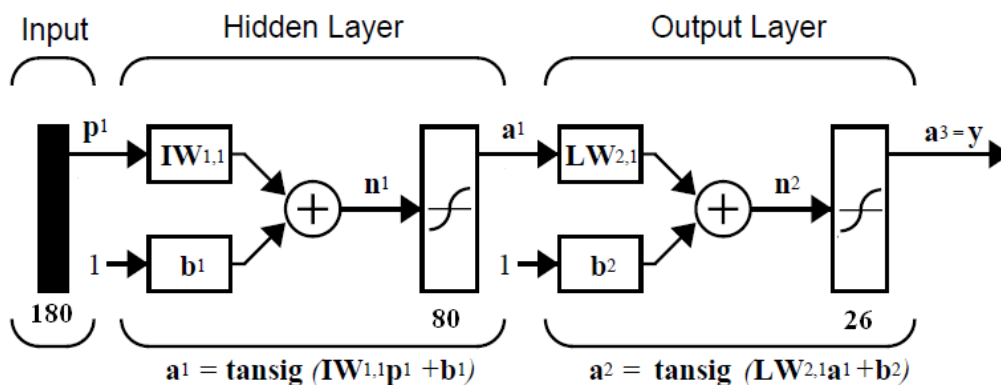 Input Hidden Layer Output Layer
p¹ a¹ a³ = y
IW1,1 LW2,1
n¹ n²
1 b¹ 1 b²
180 80 26
a¹ = tansig (IW1,1p¹ +b¹) a² = tansig (LW2,1a¹ +b²)